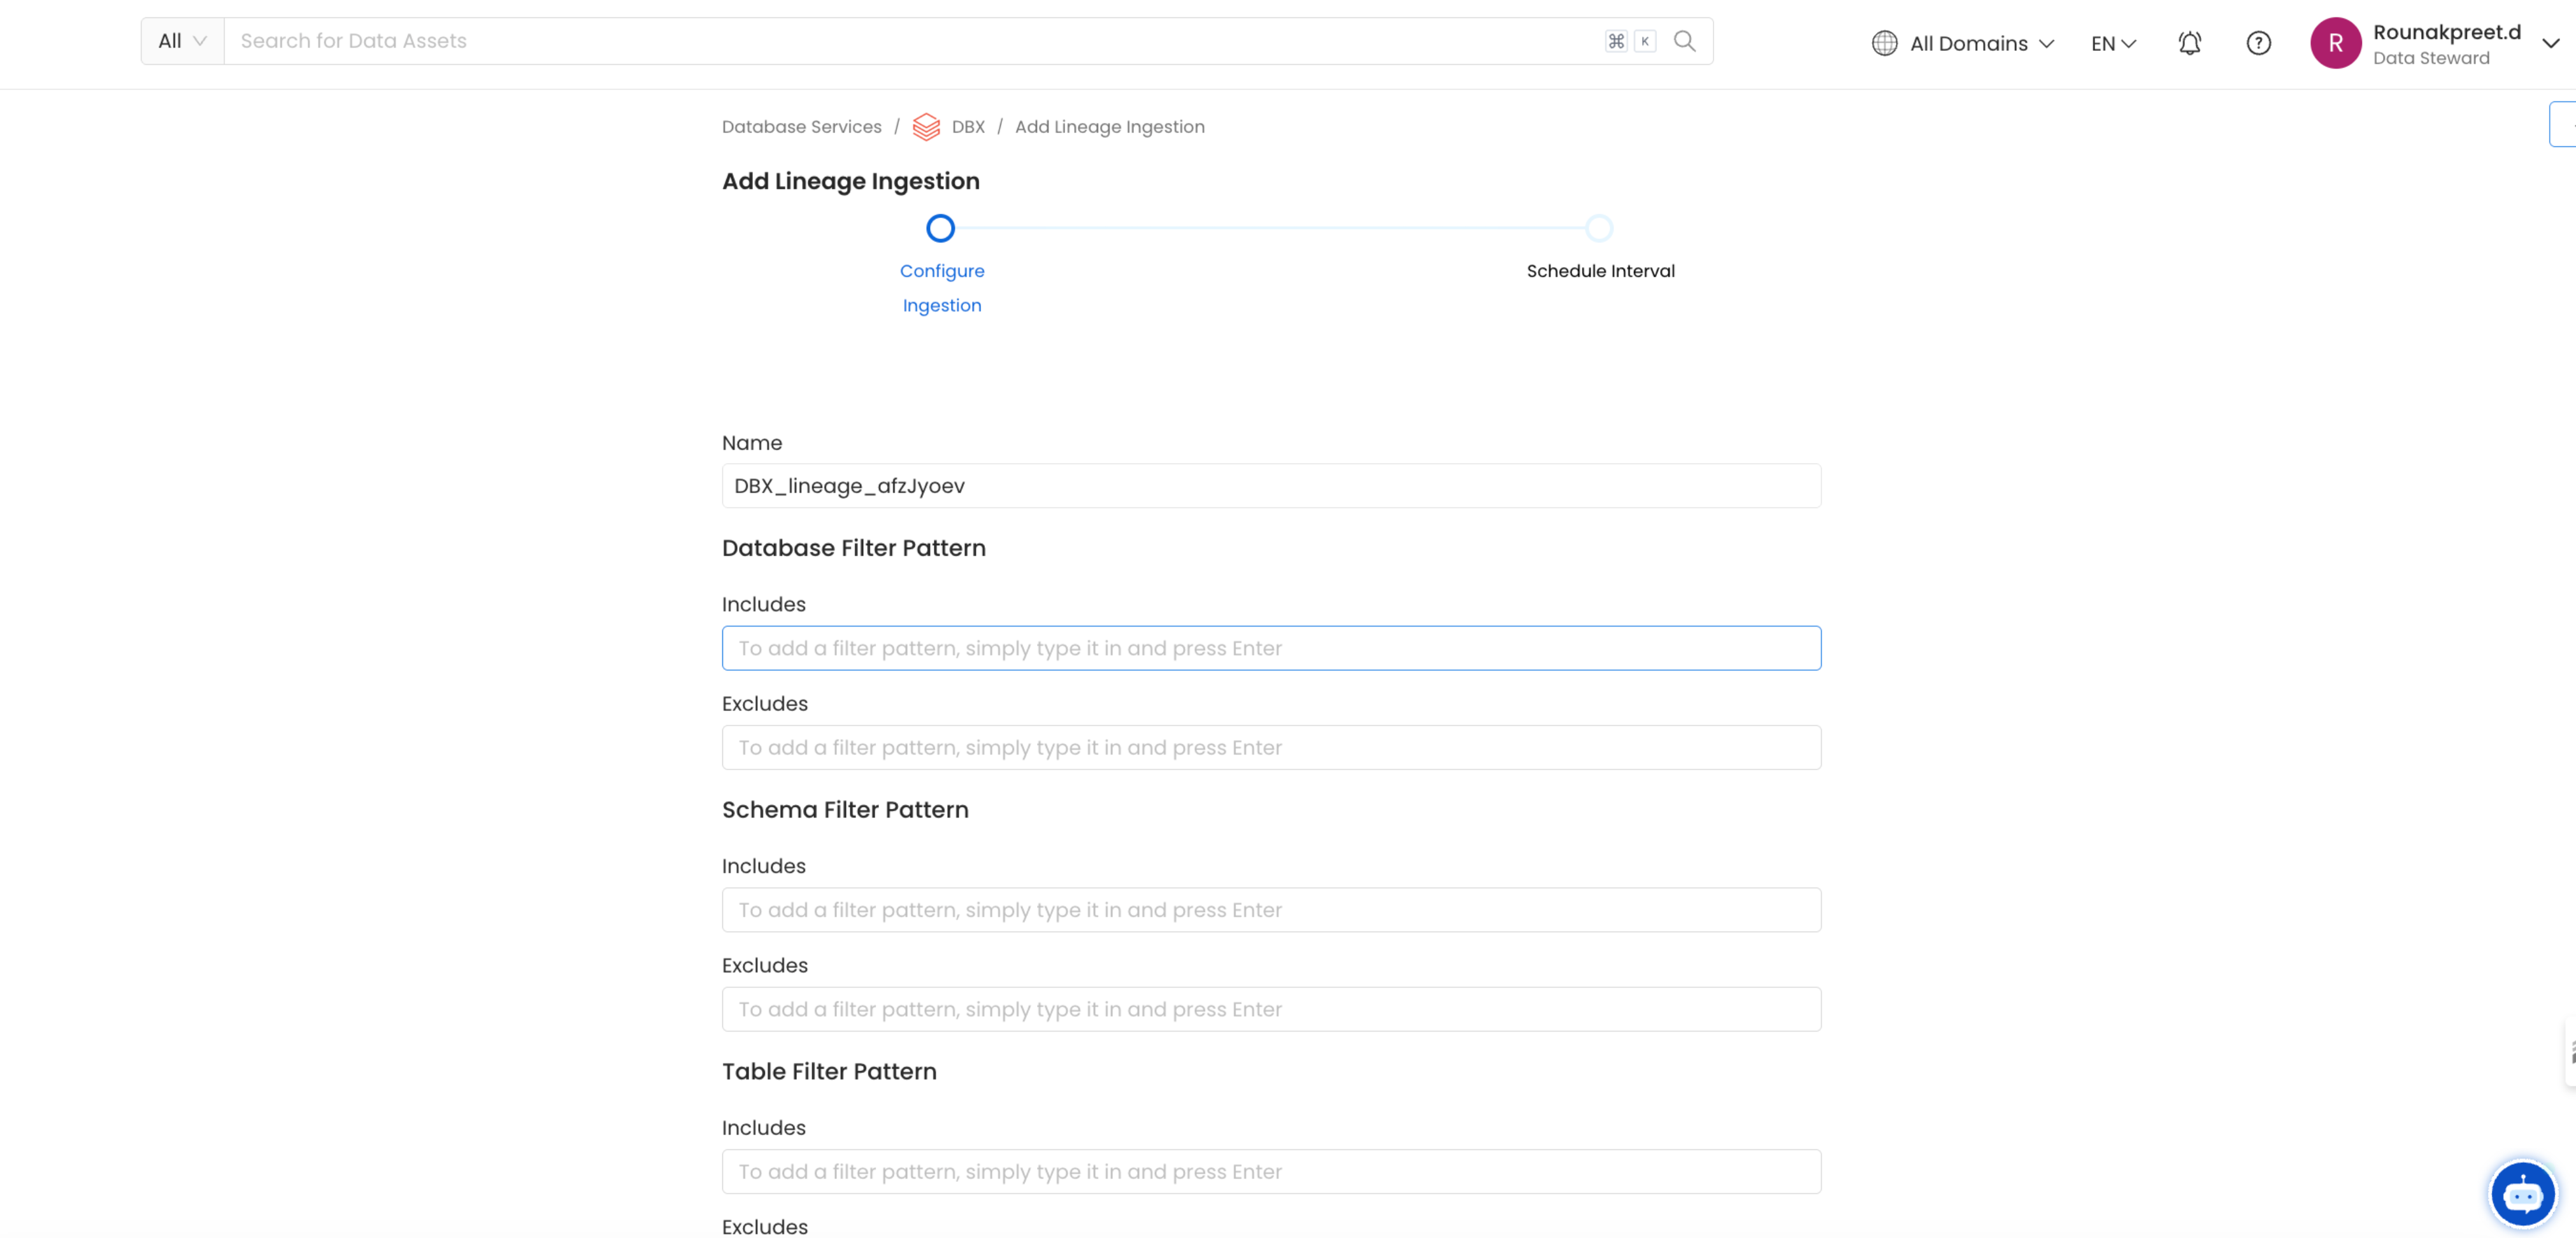 All
Search for Data Assets
⌘ K
All Domains
EN
R
Rounakpreet.d
Data Steward
Database Services / DBX / Add Lineage Ingestion
Add Lineage Ingestion
Configure
Ingestion
Schedule Interval
Name
DBX_lineage_afzJyoev
Database Filter Pattern
Includes
To add a filter pattern, simply type it in and press Enter
Excludes
To add a filter pattern, simply type it in and press Enter
Schema Filter Pattern
Includes
To add a filter pattern, simply type it in and press Enter
Excludes
To add a filter pattern, simply type it in and press Enter
Table Filter Pattern
Includes
To add a filter pattern, simply type it in and press Enter
Excludes